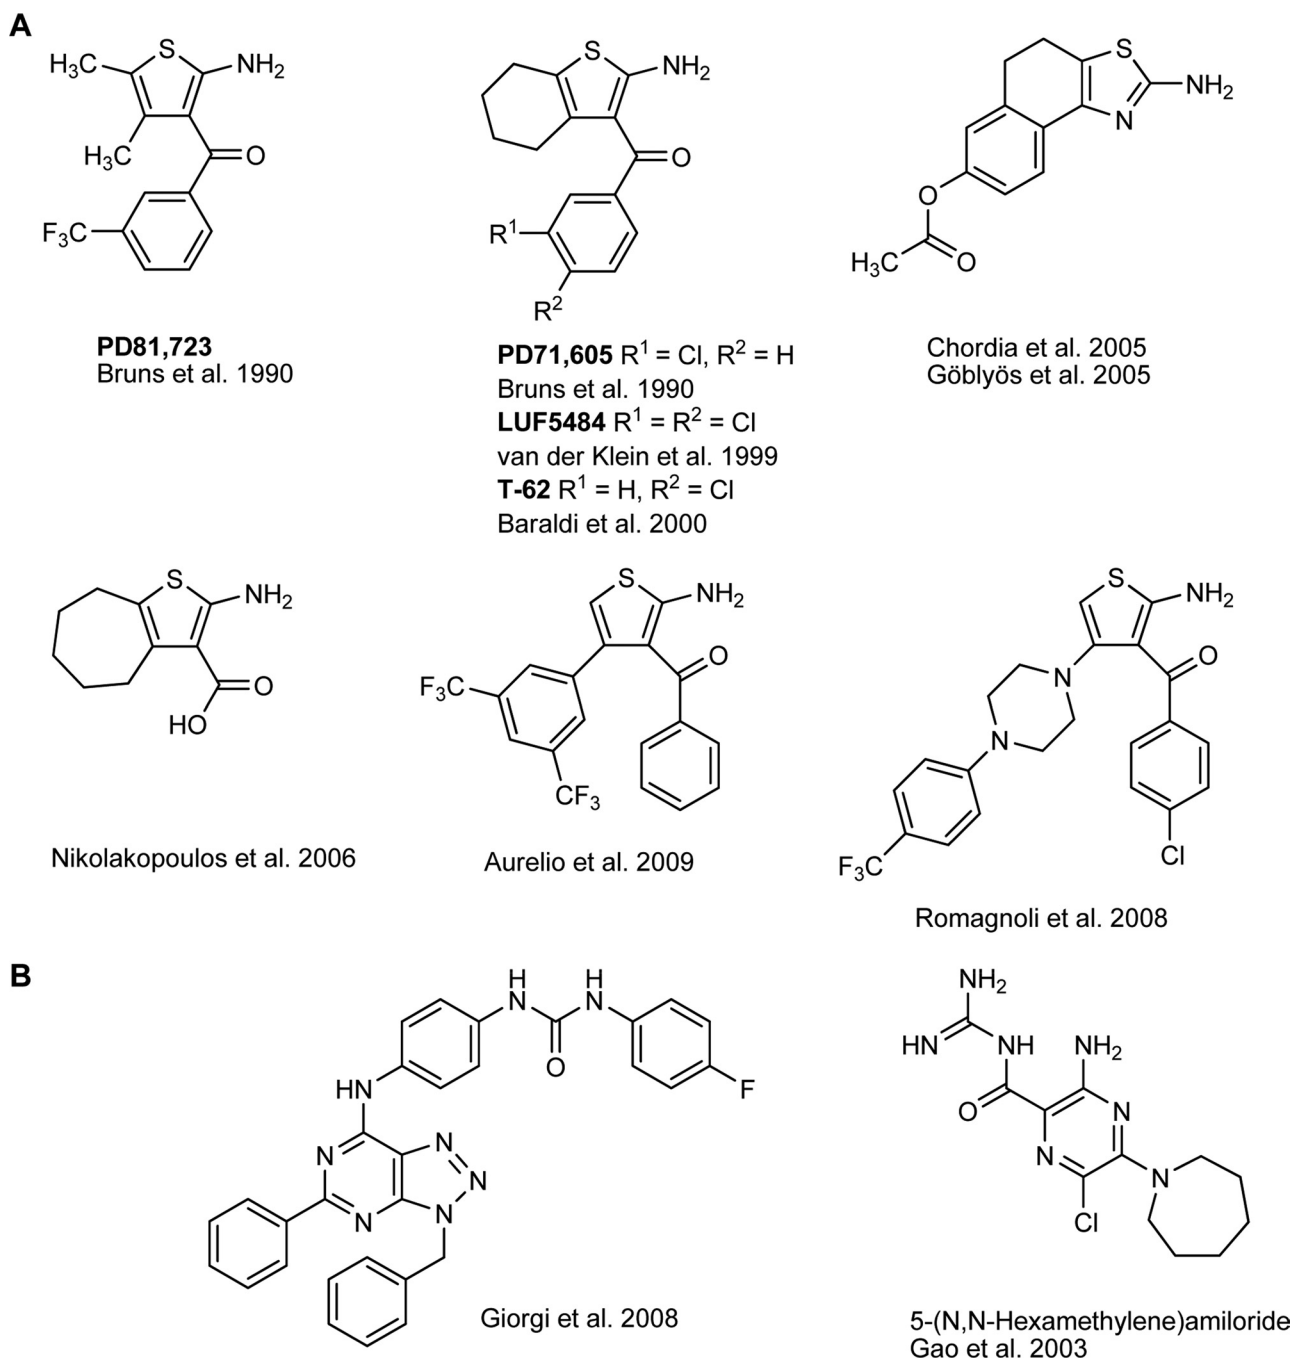 A
S
NH₂
H₃C
H₃C
O
F₃C
PD81,723
Bruns et al. 1990
S
NH₂
O
R¹
R²
PD71,605 R¹ = Cl, R² = H
Bruns et al. 1990
LUF5484 R¹ = R² = Cl
van der Klein et al. 1999
T-62 R¹ = H, R² = Cl
Baraldi et al. 2000
S
NH₂
N
O
H₃C
O
Chordia et al. 2005
Göblyös et al. 2005
S
NH₂
O
HO
Nikolakopoulos et al. 2006
S
NH₂
O
F₃C
CF₃
Aurelio et al. 2009
S
NH₂
O
N
N
F₃C
Cl
Romagnoli et al. 2008
B
H
N
H
N
O
F
HN
N
N
N
N
N
Giorgi et al. 2008
NH₂
HN
NH
NH₂
O
N
N
N
Cl
5-(N,N-Hexamethylene)amiloride
Gao et al. 2003